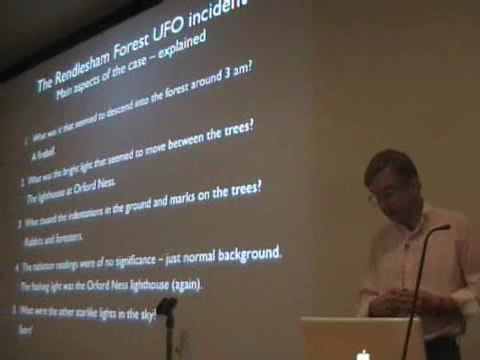 The Rendlesham Forest UFO incident
Main aspects of the case – explained
1 What was it that seemed to descend into the forest around 3 am?
A fireball.
2 What was the bright light that seemed to move between the trees?
The lighthouse at Orford Ness.
3 What caused the indentations in the ground and marks on the trees?
Rabbits and foresters.
4 The radiation readings were of no significance – just normal background.
The flashing light was the Orford Ness lighthouse (again).
5 What were the other starlike lights in the sky?
Stars!